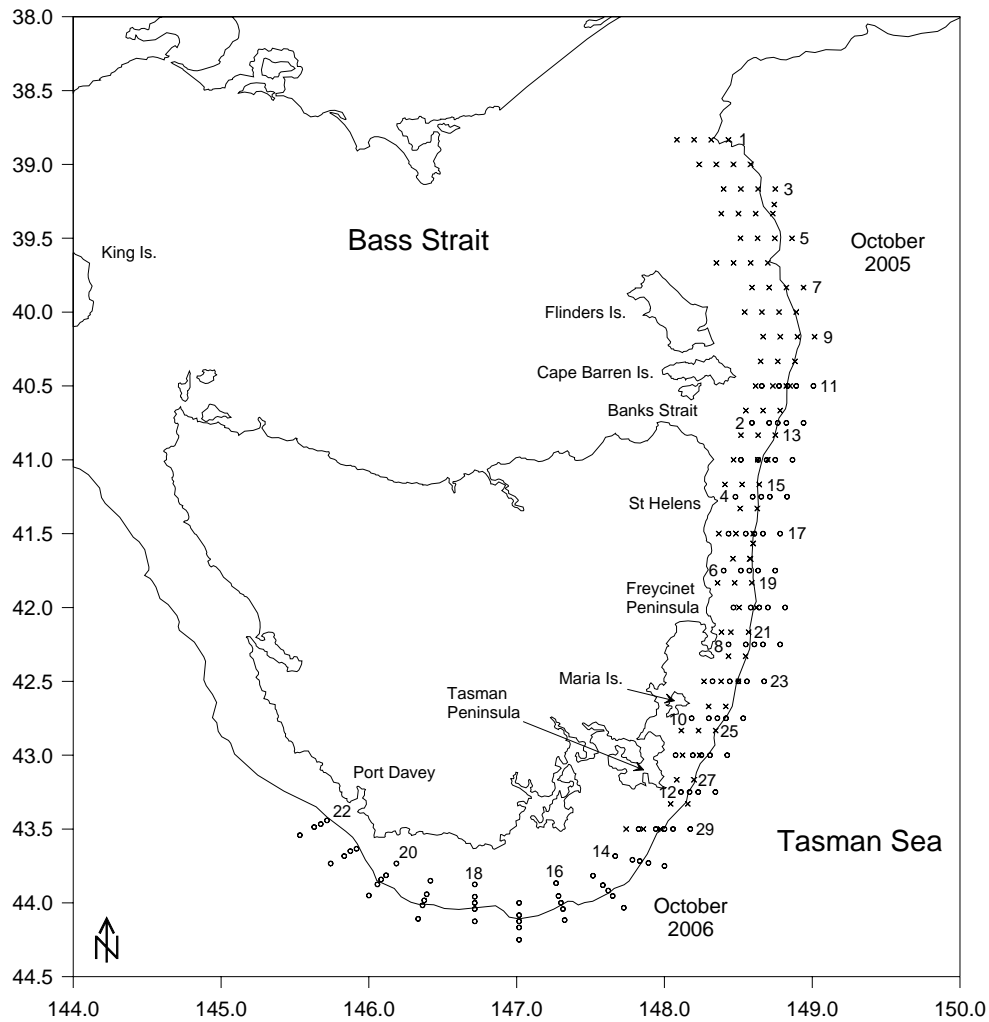 38.0
38.5
1
39.0
3
Bass Strait
5
October
2005
39.5
King Is.
7
40.0
Flinders Is.
9
Cape Barren Is.
40.5
11
Banks Strait
2
13
41.0
15
4
St Helens
41.5
17
6
19
Freycinet
Peninsula
42.0
21
8
42.5
23
Maria Is.
Tasman
Peninsula
10
25
43.0
Port Davey
27
12
22
43.5
29
Tasman Sea
20
18
16
14
44.0
October
2006
N
44.5
144.0 145.0 146.0 147.0 148.0 149.0 150.0